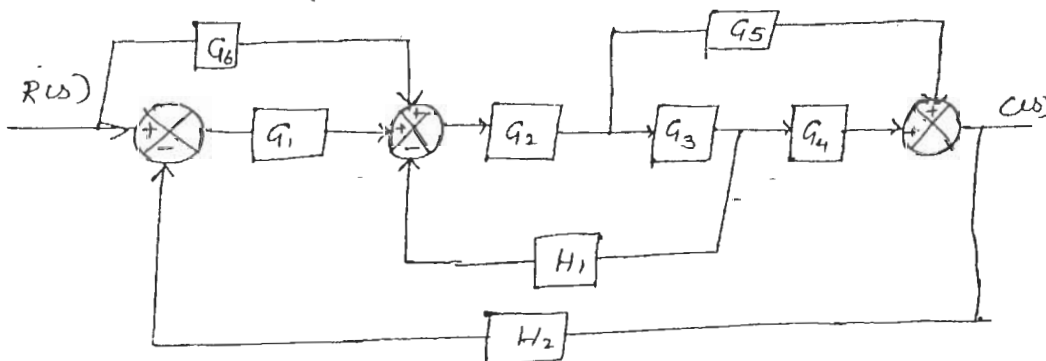 G6
G5
R(s)
C(s)
+
+
+
+
G1
+
G2
G3
G4
+
-
-
H1
H2